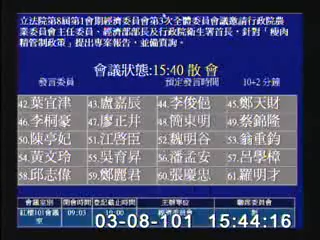 立法院第8屆第1會期經濟委員會第3次全體委員會議邀請行政院農
業委員會主任委員、經濟部部長及行政院衛生署首長,針對「瘦肉
精管制政策」提出專案報告,並備質詢。
會議狀態:15:40 散會
發言委員 預定發言時間 10+2 分鐘
42.葉宜津 43.盧嘉辰 44.李俊俋 45.鄭天財
46.李桐豪 47.廖正井 48.簡東明 49.蔡錦隆
50.陳亭妃 51.江啟臣 52.魏明谷 53.翁重鈞
54.黃文玲 55.吳育昇 56.潘孟安 57.呂學樟
58.邱志偉 59.鄭麗君 60.張慶忠 61.羅明才
會議室別 開會時間 登記截止時間 主辦單位 聯席委員會
紅樓101會議室 09:03 10:00 經濟委員會 無
03-08-101 15:44:16